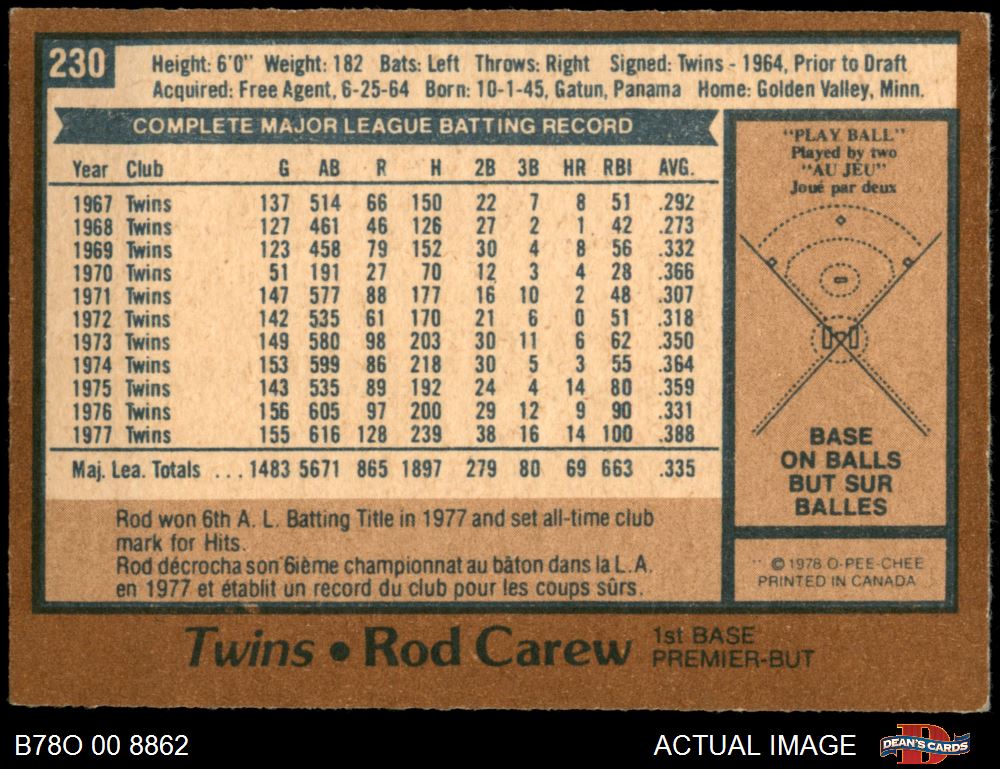 230
Height: 6'0" Weight: 182 Bats: Left Throws: Right Signed: Twins - 1964, Prior to Draft
Acquired: Free Agent, 6-25-64 Born: 10-1-45, Gatun, Panama Home: Golden Valley, Minn.
COMPLETE MAJOR LEAGUE BATTING RECORD
Year Club G AB R H 2B 3B HR RBI AVG.
1967 Twins 137 514 66 150 22 7 8 51 .292
1968 Twins 127 461 46 126 27 2 1 42 .273
1969 Twins 123 458 79 152 30 4 8 56 .332
1970 Twins 51 191 27 70 12 3 4 28 .366
1971 Twins 147 577 88 177 16 10 2 48 .307
1972 Twins 142 535 61 170 21 6 0 51 .318
1973 Twins 149 580 98 203 30 11 6 62 .350
1974 Twins 153 599 86 218 30 5 3 55 .364
1975 Twins 143 535 89 192 24 4 14 80 .359
1976 Twins 156 605 97 200 29 12 9 90 .331
1977 Twins 155 616 128 239 38 16 14 100 .388
Maj. Lea. Totals ... 1483 5671 865 1897 279 80 69 663 .335
Rod won 6th A. L. Batting Title in 1977 and set all-time club
mark for Hits.
Rod décrocha son 6ième championnat au bâton dans la L.A.
en 1977 et établit un record du club pour les coups sûrs.
"PLAY BALL"
Played by two
"AU JEU"
Joué par deux
BASE
ON BALLS
BUT SUR
BALLES
© 1978 O-PEE-CHEE
PRINTED IN CANADA
Twins • Rod Carew
1st BASE
PREMIER-BUT
B78O 00 8862
ACTUAL IMAGE
DEAN'S CARDS